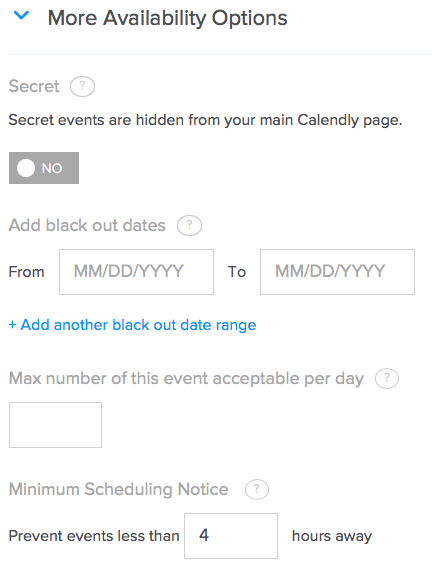 More Availability Options
Secret ?
Secret events are hidden from your main Calendly page.
NO
Add black out dates ?
From MM/DD/YYYY To MM/DD/YYYY
+ Add another black out date range
Max number of this event acceptable per day ?
Minimum Scheduling Notice ?
Prevent events less than 4 hours away